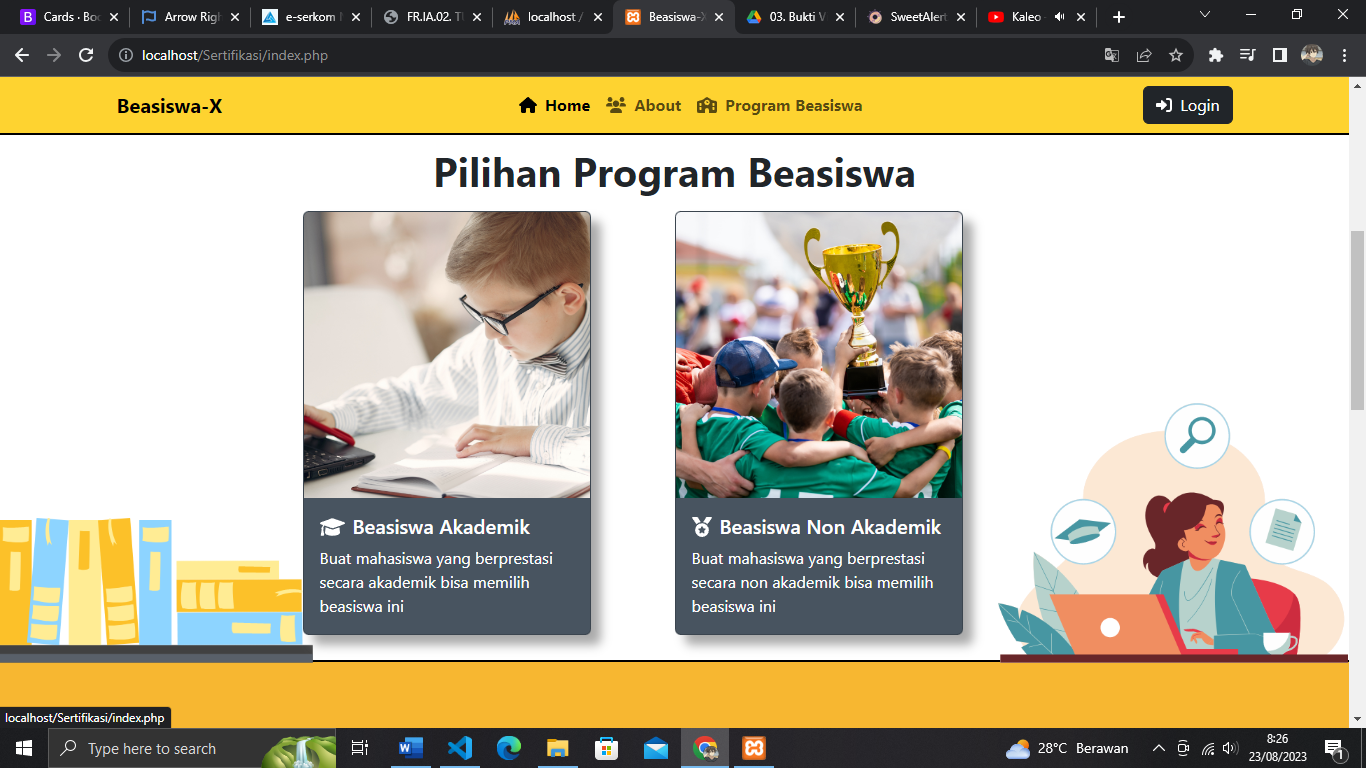 Cards · Boo
Arrow Righ
e-serkom
FR.IA.02. T
localhost /
Beasiswa-X
03. Bukti V
SweetAlert
Kaleo
localhost/Sertifikasi/index.php
Beasiswa-X
Home
About
Program Beasiswa
Login
Pilihan Program Beasiswa
Beasiswa Akademik
Buat mahasiswa yang berprestasi
secara akademik bisa memilih
beasiswa ini
Beasiswa Non Akademik
Buat mahasiswa yang berprestasi
secara non akademik bisa memilih
beasiswa ini
localhost/Sertifikasi/index.php
Type here to search
28°C Berawan
8:26
23/08/2023
1